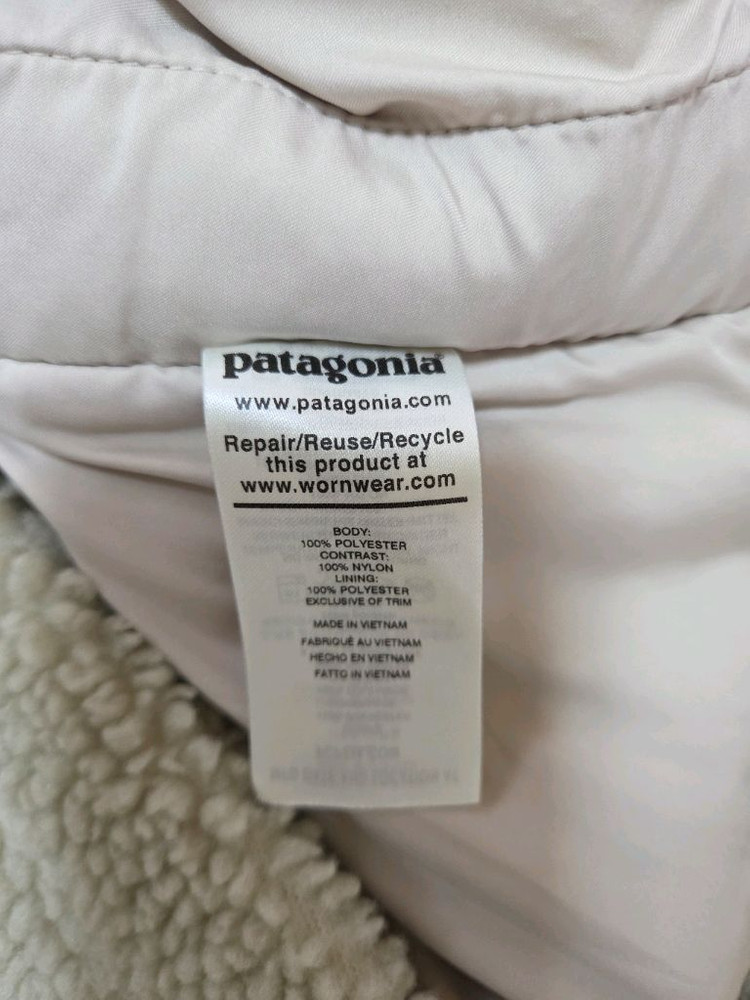 patagonia®
www.patagonia.com
Repair/Reuse/Recycle
this product at
www.wornwear.com
BODY:
100% POLYESTER
CONTRAST:
100% NYLON
LINING:
100% POLYESTER
EXCLUSIVE OF TRIM
MADE IN VIETNAM
FABRIQUÉ AU VIETNAM
HECHO EN VIETNAM
FATTO IN VIETNAM